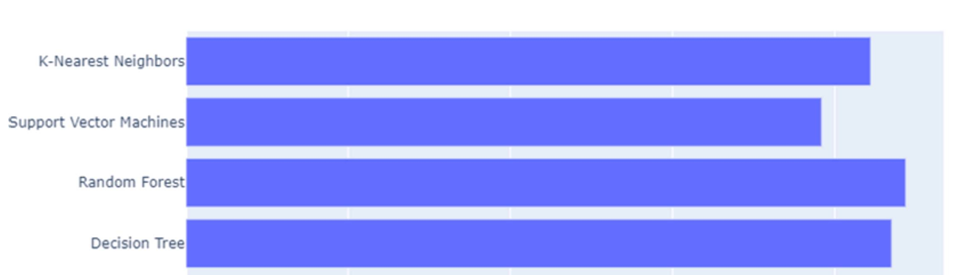 K-Nearest Neighbors
Support Vector Machines
Random Forest
Decision Tree